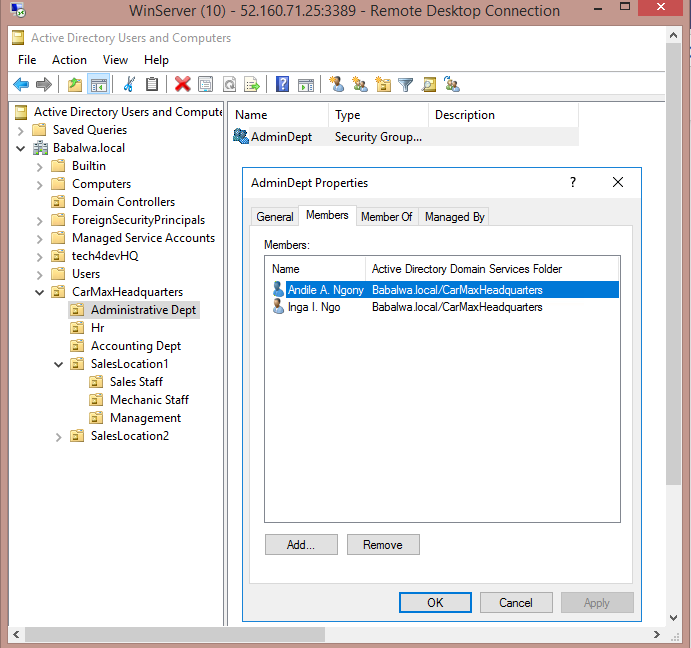 WinServer (10) - 52.160.71.25:3389 - Remote Desktop Connection
Active Directory Users and Computers
File Action View Help
Active Directory Users and Compute
Saved Queries
Babalwa.local
Builtin
Computers
Domain Controllers
ForeignSecurityPrincipals
Managed Service Accounts
tech4devHQ
Users
CarMaxHeadquarters
Administrative Dept
Hr
Accounting Dept
SalesLocation1
Sales Staff
Mechanic Staff
Management
SalesLocation2
Name Type Description
AdminDept Security Group...
AdminDept Properties
General Members Member Of Managed By
Members:
Name Active Directory Domain Services Folder
Andile A. Ngony Babalwa.local/CarMaxHeadquarters
Inga I. Ngo Babalwa.local/CarMaxHeadquarters
Add... Remove
OK Cancel Apply